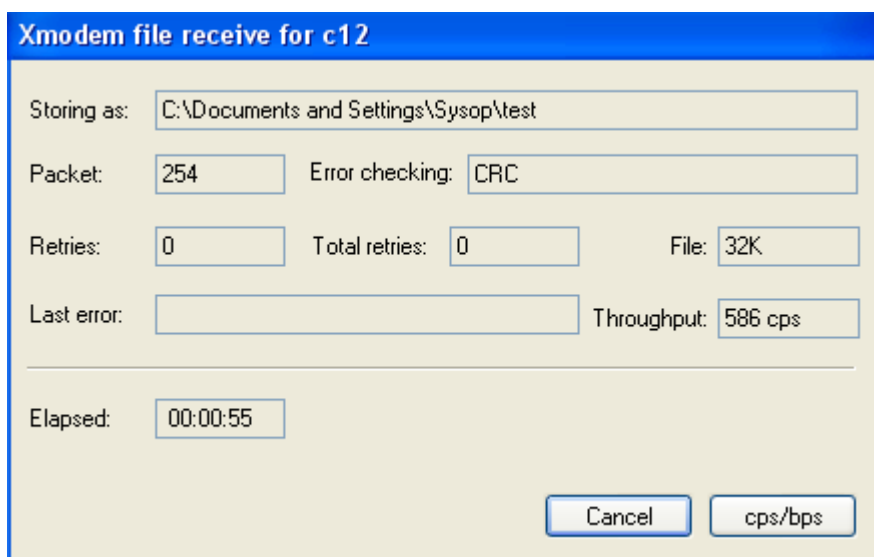 Xmodem file receive for c12
Storing as: C:\Documents and Settings\Sysop\test
Packet: 254 Error checking: CRC
Retries: 0 Total retries: 0 File: 32K
Last error: Throughput: 586 cps
Elapsed: 00:00:55
Cancel cps/bps